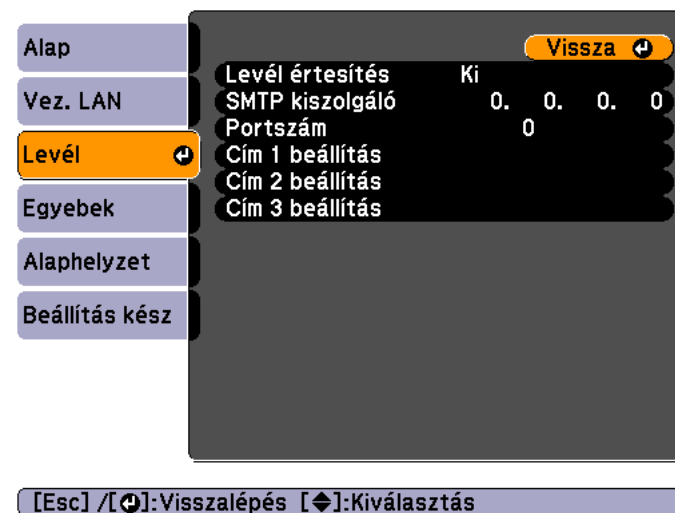 Alap
Vez. LAN
Levél
Egyebek
Alaphelyzet
Beállítás kész
Vissza
Levél értesítés Ki
SMTP kiszolgáló 0. 0. 0. 0
Portszám 0
Cím 1 beállítás
Cím 2 beállítás
Cím 3 beállítás
[Esc] /[⏎]:Visszalépés [◆]:Kiválasztás